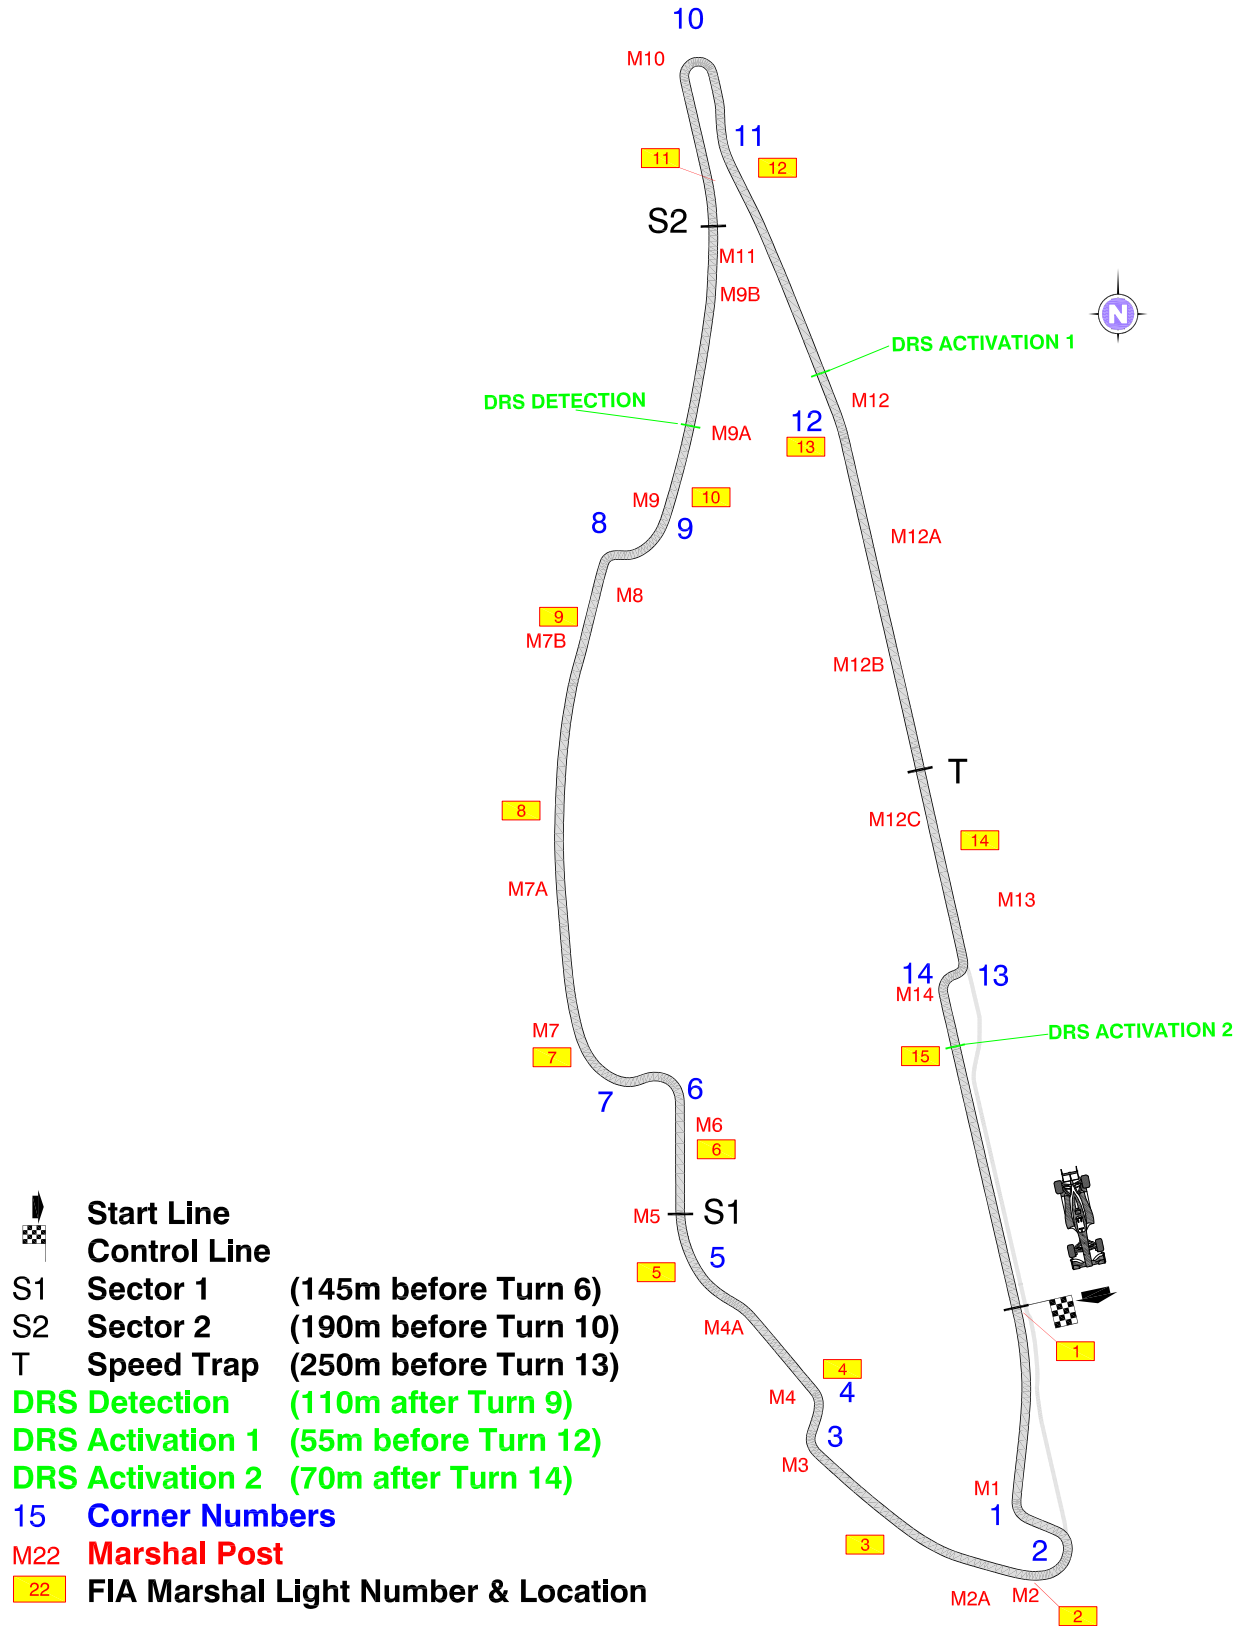 10
M10
11
11
12
S2
M11
M9B
N
DRS ACTIVATION 1
DRS DETECTION
M12
12
M9A
13
M9
10
8
9
M12A
M8
9
M7B
M12B
T
8
M12C
14
M7A
M13
14
13
M14
M7
DRS ACTIVATION 2
7
15
6
7
M6
6
M5
S1
5
5
M4A
1
4
M4
4
3
M3
M1
1
3
2
M2A
M2
2
Start Line
Control Line
S1 Sector 1 (145m before Turn 6)
S2 Sector 2 (190m before Turn 10)
T Speed Trap (250m before Turn 13)
DRS Detection (110m after Turn 9)
DRS Activation 1 (55m before Turn 12)
DRS Activation 2 (70m after Turn 14)
15 Corner Numbers
M22 Marshal Post
22 FIA Marshal Light Number & Location